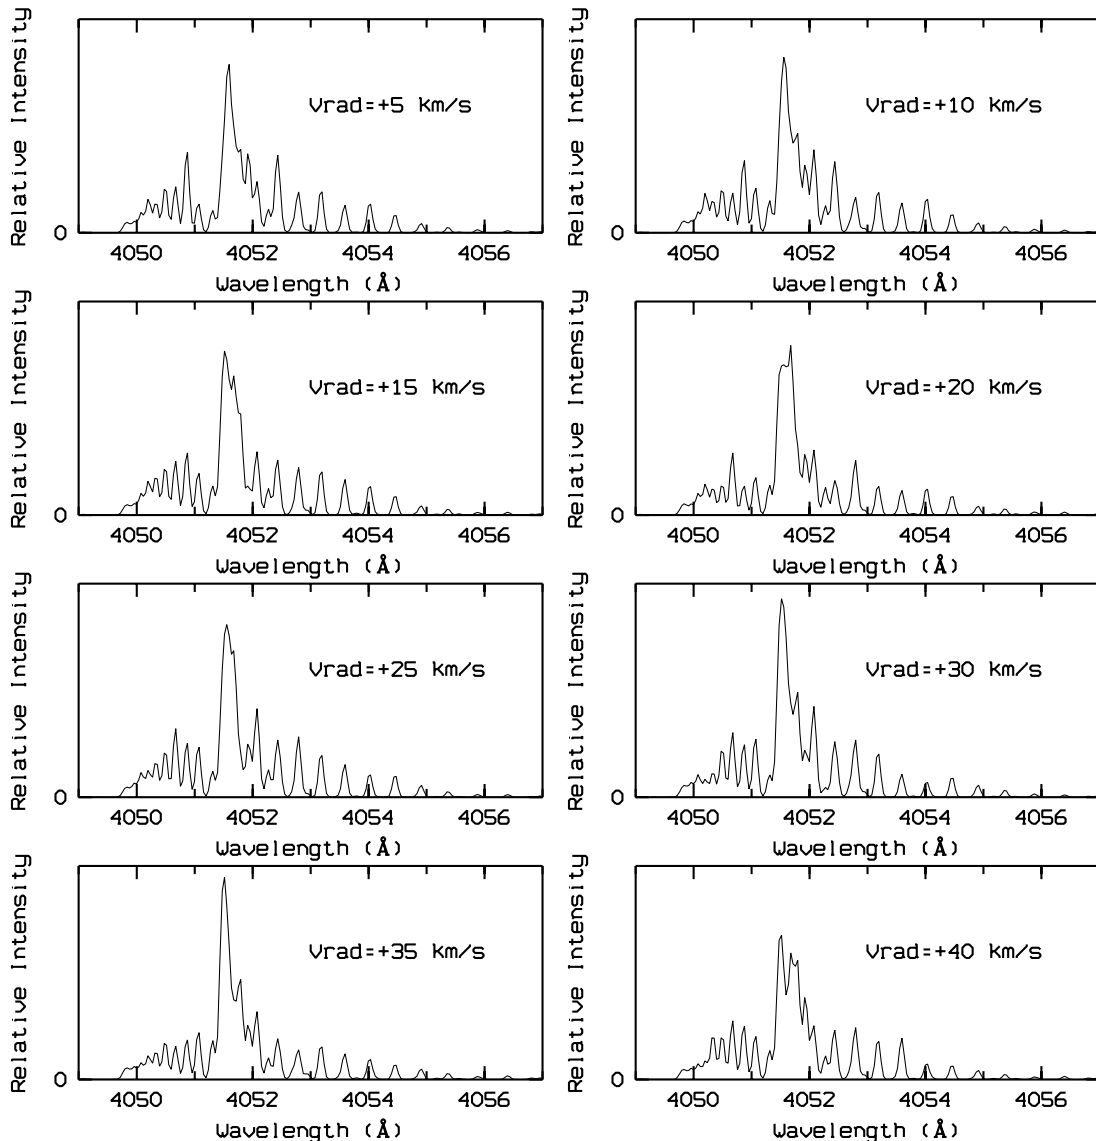 Relative Intensity
Vrad=+5 km/s
0
4050 4052 4054 4056
Wavelength (Å)
Relative Intensity
Vrad=+10 km/s
0
4050 4052 4054 4056
Wavelength (Å)
Relative Intensity
Vrad=+15 km/s
0
4050 4052 4054 4056
Wavelength (Å)
Relative Intensity
Vrad=+20 km/s
0
4050 4052 4054 4056
Wavelength (Å)
Relative Intensity
Vrad=+25 km/s
0
4050 4052 4054 4056
Wavelength (Å)
Relative Intensity
Vrad=+30 km/s
0
4050 4052 4054 4056
Wavelength (Å)
Relative Intensity
Vrad=+35 km/s
0
4050 4052 4054 4056
Wavelength (Å)
Relative Intensity
Vrad=+40 km/s
0
4050 4052 4054 4056
Wavelength (Å)